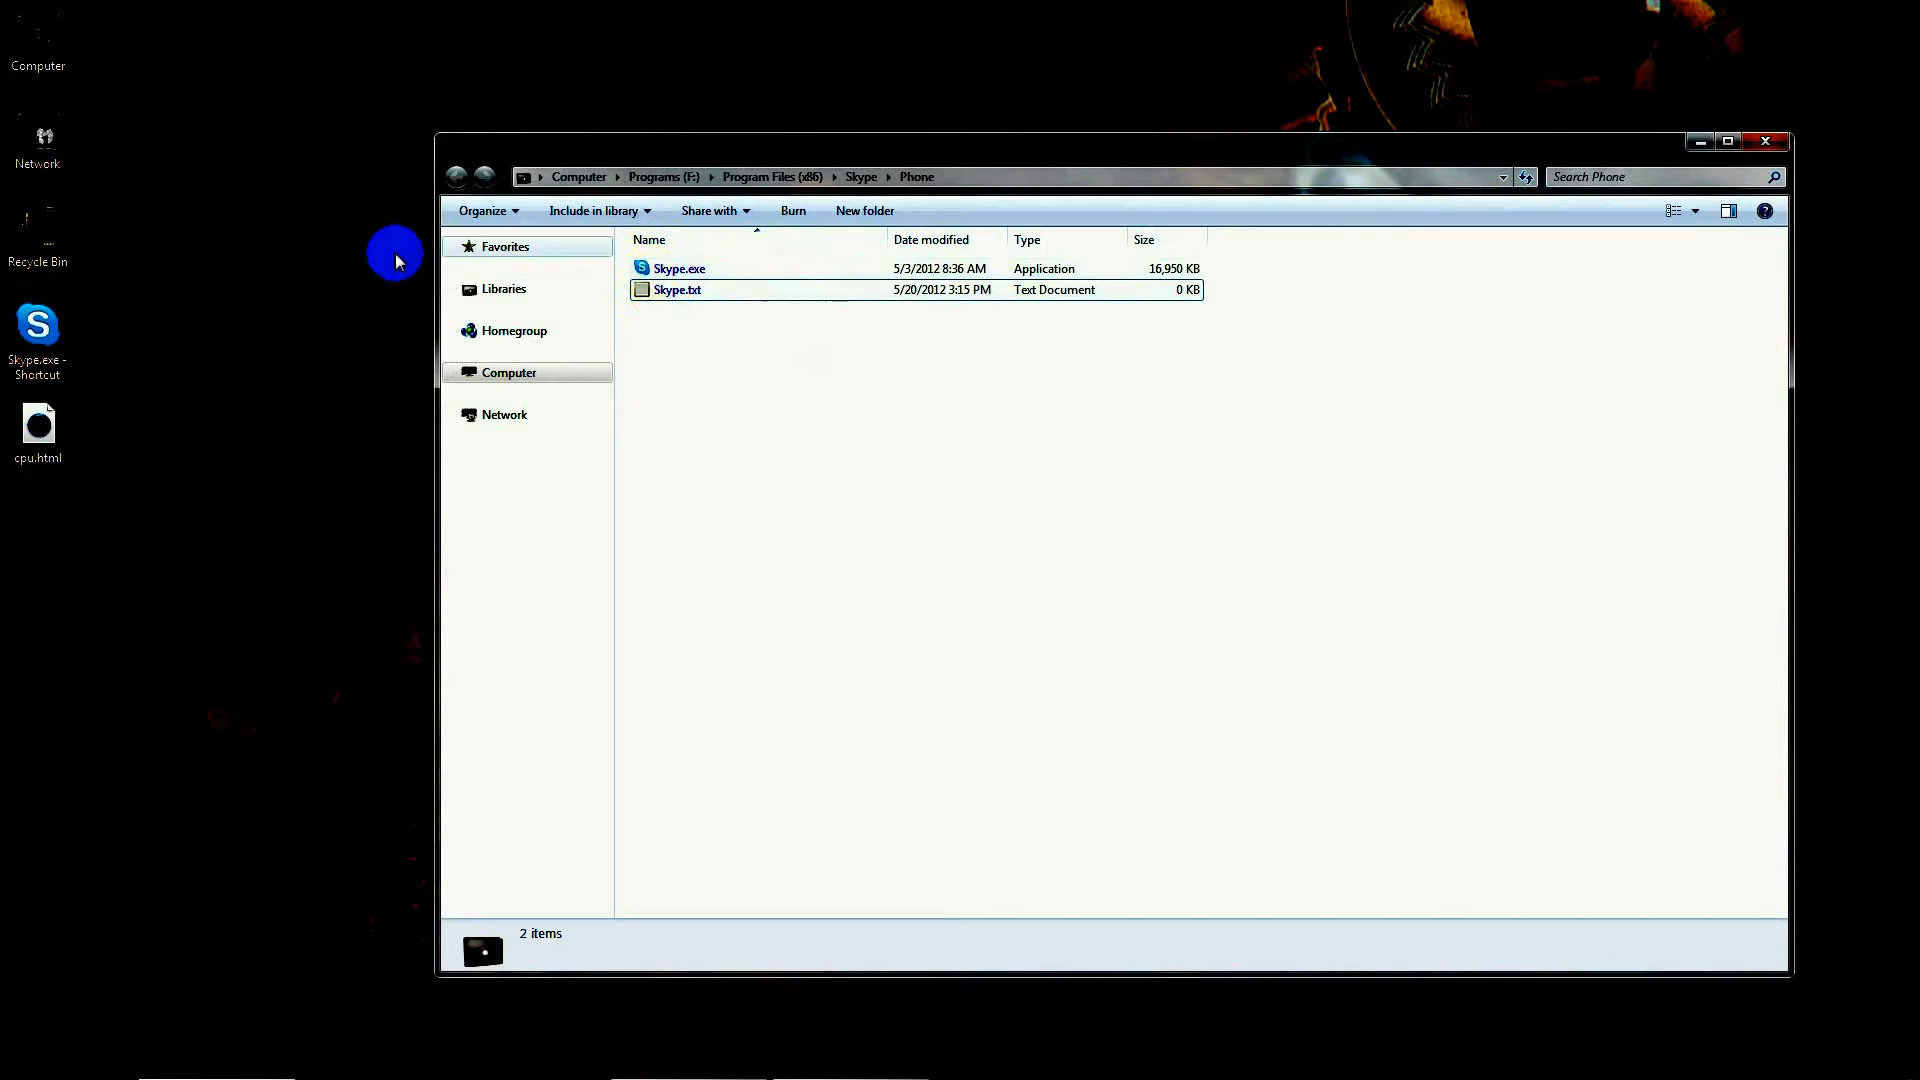 Computer
Network
Recycle Bin
Skype.exe -
Shortcut
cpu.html
Computer Programs (F:) Program Files (x86) Skype Phone
Search Phone
Organize Include in library Share with Burn New folder
Favorites
Libraries
Homegroup
Computer
Network
Name Date modified Type Size
Skype.exe 5/3/2012 8:36 AM Application 16,950 KB
Skype.txt 5/20/2012 3:15 PM Text Document 0 KB
2 items